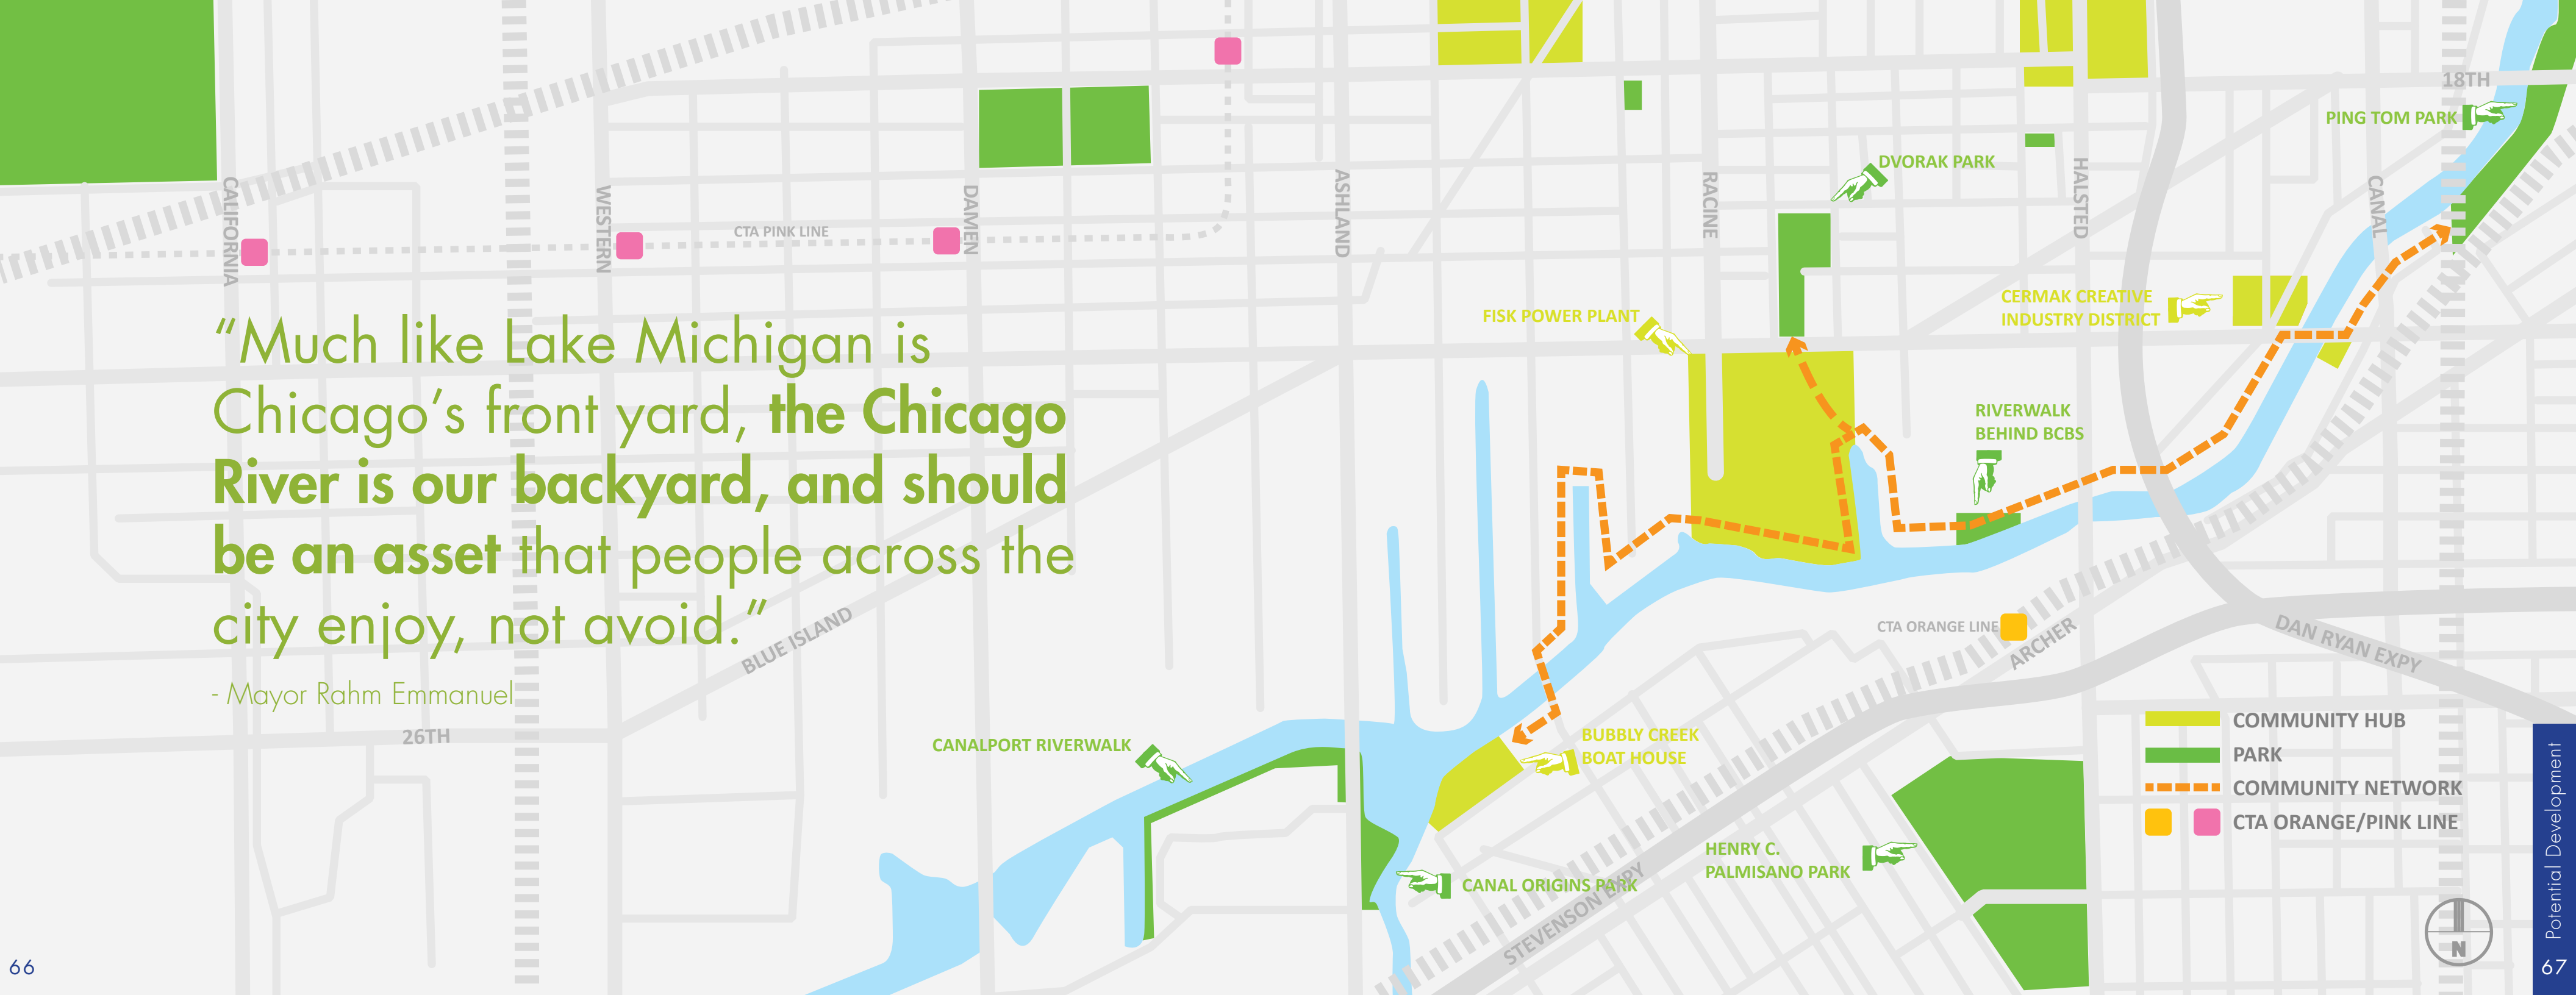 18TH
PING TOM PARK
DVORAK PARK
CALIFORNIA
WESTERN
DAMEN
ASHLAND
RACINE
HALSTED
CANAL
CTA PINK LINE
FISK POWER PLANT
CERMAK CREATIVE
INDUSTRY DISTRICT
“Much like Lake Michigan is
Chicago’s front yard, the Chicago
River is our backyard, and should
be an asset that people across the
city enjoy, not avoid.”
- Mayor Rahm Emmanuel
RIVERWALK
BEHIND BCBS
BLUE ISLAND
CTA ORANGE LINE
ARCHER
DAN RYAN EXPY
26TH
CANALPORT RIVERWALK
BUBBLY CREEK
BOAT HOUSE
HENRY C.
PALMISANO PARK
CANAL ORIGINS PARK
STEVENSON EXPY
COMMUNITY HUB
PARK
COMMUNITY NETWORK
CTA ORANGE/PINK LINE
N
Potential Development
66
67